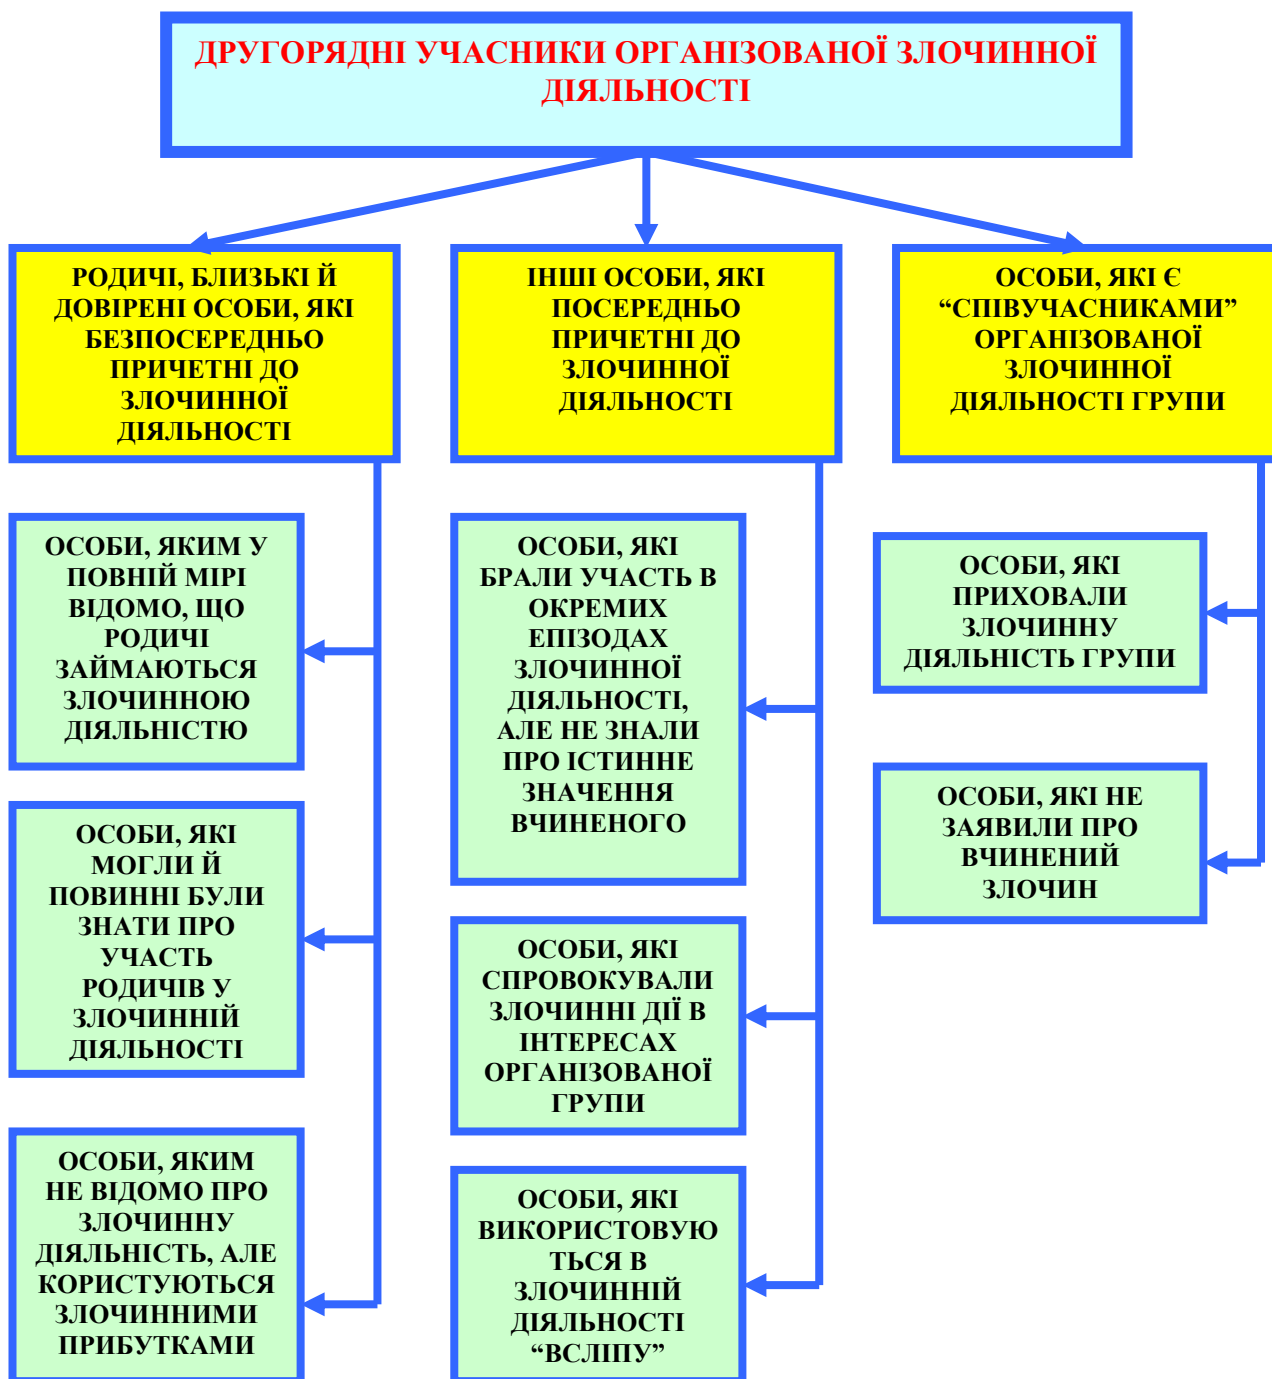 ДРУГОРЯДНІ УЧАСНИКИ ОРГАНІЗОВАНОЇ ЗЛОЧИННОЇ
ДІЯЛЬНОСТІ
РОДИЧІ, БЛИЗЬКІ Й
ДОВІРЕНІ ОСОБИ, ЯКІ
БЕЗПОСЕРЕДНЬО
ПРИЧЕТНІ ДО
ЗЛОЧИННОЇ
ДІЯЛЬНОСТІ
ОСОБИ, ЯКИМ У
ПОВНІЙ МІРІ
ВІДОМО, ЩО
РОДИЧІ
ЗАЙМАЮТЬСЯ
ЗЛОЧИННОЮ
ДІЯЛЬНІСТЮ
ОСОБИ, ЯКІ
МОГЛИ Й
ПОВИННІ БУЛИ
ЗНАТИ ПРО
УЧАСТЬ
РОДИЧІВ У
ЗЛОЧИННІЙ
ДІЯЛЬНОСТІ
ОСОБИ, ЯКИМ
НЕ ВІДОМО ПРО
ЗЛОЧИННУ
ДІЯЛЬНІСТЬ, АЛЕ
КОРИСТУЮТЬСЯ
ЗЛОЧИННИМИ
ПРИБУТКАМИ
ІНШІ ОСОБИ, ЯКІ
ПОСЕРЕДНЬО
ПРИЧЕТНІ ДО
ЗЛОЧИННОЇ
ДІЯЛЬНОСТІ
ОСОБИ, ЯКІ
БРАЛИ УЧАСТЬ В
ОКРЕМИХ
ЕПІЗОДАХ
ЗЛОЧИННОЇ
ДІЯЛЬНОСТІ,
АЛЕ НЕ ЗНАЛИ
ПРО ІСТИННЕ
ЗНАЧЕННЯ
ВЧИНЕНОГО
ОСОБИ, ЯКІ
СПРОВОКУВАЛИ
ЗЛОЧИННІ ДІЇ В
ІНТЕРЕСАХ
ОРГАНІЗОВАНОЇ
ГРУПИ
ОСОБИ, ЯКІ
ВИКОРИСТОВУЮ
ТЬСЯ В
ЗЛОЧИННІЙ
ДІЯЛЬНОСТІ
“ВСЛІПУ”
ОСОБИ, ЯКІ Є
“СПІВУЧАСНИКАМИ”
ОРГАНІЗОВАНОЇ
ЗЛОЧИННОЇ
ДІЯЛЬНОСТІ ГРУПИ
ОСОБИ, ЯКІ
ПРИХОВАЛИ
ЗЛОЧИННУ
ДІЯЛЬНІСТЬ ГРУПИ
ОСОБИ, ЯКІ НЕ
ЗАЯВИЛИ ПРО
ВЧИНЕНИЙ
ЗЛОЧИН